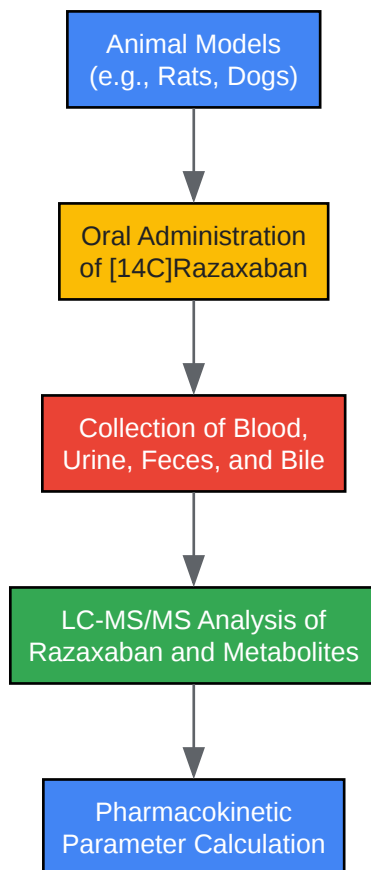 Animal Models
(e.g., Rats, Dogs)
Oral Administration
of [14C]Razaxaban
Collection of Blood,
Urine, Feces, and Bile
LC-MS/MS Analysis of
Razaxaban and Metabolites
Pharmacokinetic
Parameter Calculation